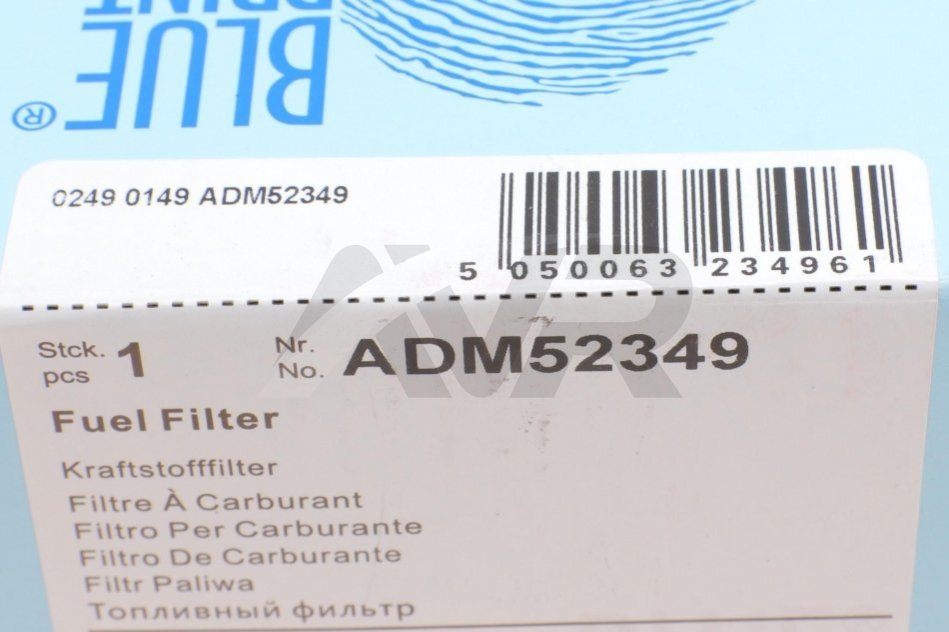 BLUE
PRINT
®
0249 0149 ADM52349
5 050063 234961
AVR
Stck. 1
pcs
Nr. ADM52349
No.
Fuel Filter
Kraftstofffilter
Filtre À Carburant
Filtro Per Carburante
Filtro De Carburante
Filtr Paliwa
Топливный фильтр